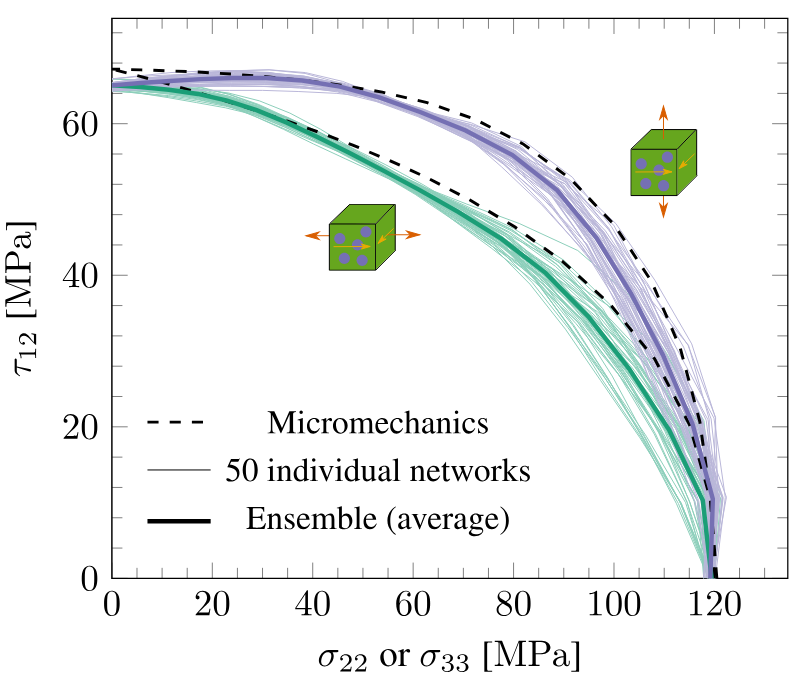 60
40
20
0
τ12 [MPa]
Micromechanics
50 individual networks
Ensemble (average)
0 20 40 60 80 100 120
σ22 or σ33 [MPa]